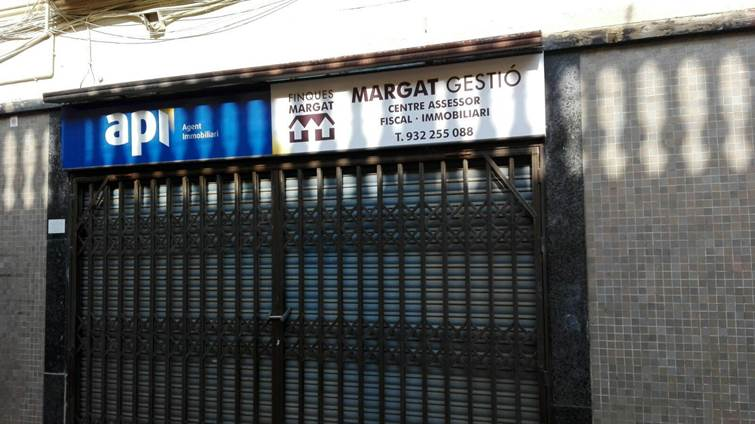 api
Agent
Immobiliari
FINQUES
MARGAT
MARGAT GESTIÓ
CENTRE ASSESSOR
FISCAL · IMMOBILIARI
T. 932 255 088